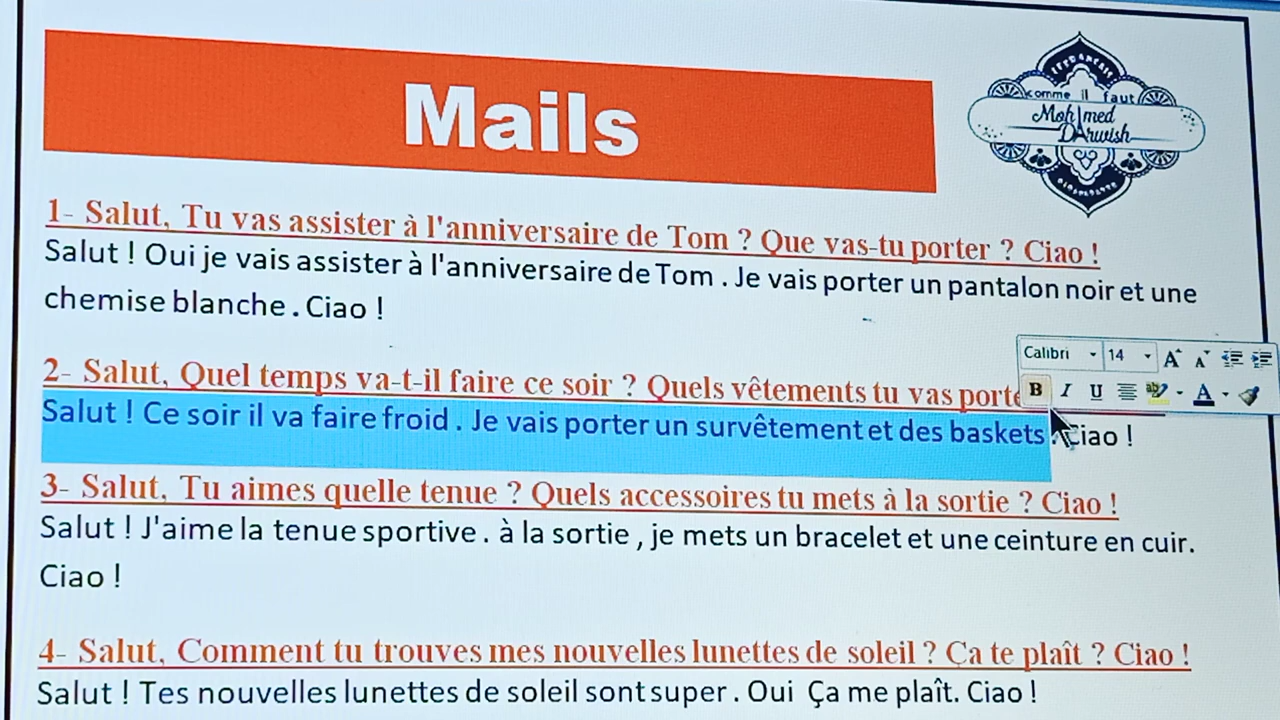 Mails
comme il faut
Mohamed
DArwish
1- Salut, Tu vas assister à l'anniversaire de Tom ? Que vas-tu porter ? Ciao !
Salut ! Oui je vais assister à l'anniversaire de Tom . Je vais porter un pantalon noir et une
chemise blanche . Ciao !
Calibri 14
2- Salut, Quel temps va-t-il faire ce soir ? Quels vêtements tu vas porte
B I U
Salut ! Ce soir il va faire froid . Je vais porter un survêtement et des baskets . Ciao !
3- Salut, Tu aimes quelle tenue ? Quels accessoires tu mets à la sortie ? Ciao !
Salut ! J'aime la tenue sportive . à la sortie , je mets un bracelet et une ceinture en cuir.
Ciao !
4- Salut, Comment tu trouves mes nouvelles lunettes de soleil ? Ça te plaît ? Ciao !
Salut ! Tes nouvelles lunettes de soleil sont super . Oui Ça me plaît. Ciao !